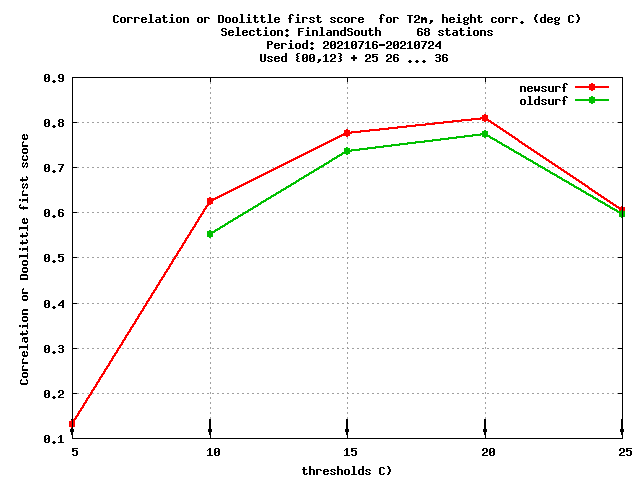 Correlation or Doolittle first score  for T2m, height corr. (deg C)
Selection: FinlandSouth     68 stations
Period: 20210716-20210724
Used {00,12} + 25 26 ... 36
newsurf
oldsurf
Correlation or Doolittle first score
0.9
0.8
0.7
0.6
0.5
0.4
0.3
0.2
0.1
5 10 15 20 25
thresholds C)